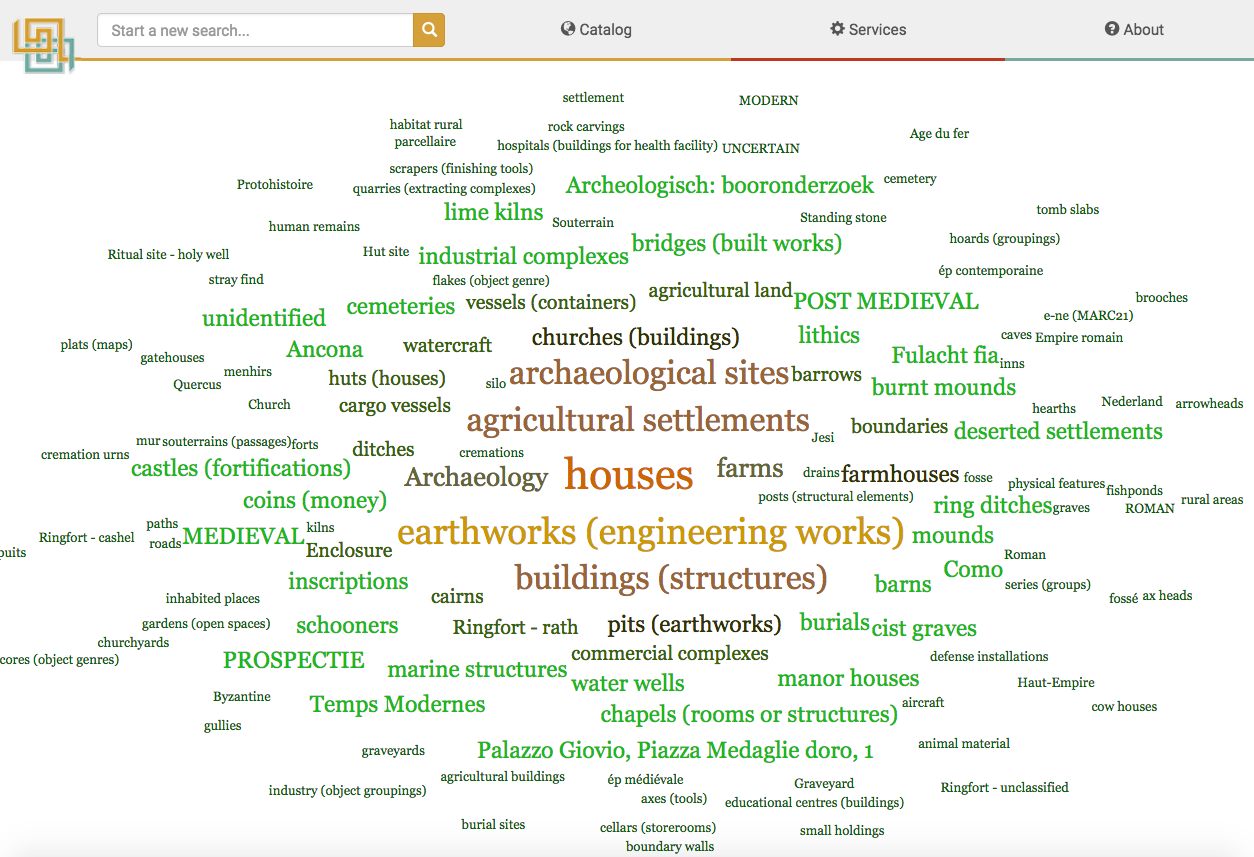 Start a new search...
Catalog
Services
About
settlement
MODERN
habitat rural
parcellaire
rock carvings
Age du fer
hospitals (buildings for health facility)
UNCERTAIN
scrapers (finishing tools)
Protohistoire
quarries (extracting complexes)
Archeologisch: booronderzoek
cemetery
lime kilns
Souterrain
Standing stone
tomb slabs
human remains
Ritual site - holy well
Hut site
industrial complexes
bridges (built works)
hoards (groupings)
stray find
flakes (object genre)
ép contemporaine
unidentified
cemeteries
vessels (containers)
agricultural land
POST MEDIEVAL
brooches
e-ne (MARC21)
plats (maps)
gatehouses
Ancona
watercraft
churches (buildings)
lithics
caves
Empire romain
Fulacht fia
inns
Quercus
menhirs
huts (houses)
silo
archaeological sites
barrows
burnt mounds
Church
cargo vessels
agricultural settlements
Jesi
boundaries
hearths
Nederland
arrowheads
deserted settlements
mur
souterrains (passages)
forts
ditches
cremations
cremation urns
castles (fortifications)
Archaeology
houses
farms
drains
farmhouses
fosse
physical features
fishponds
coins (money)
posts (structural elements)
ring ditches
graves
ROMAN
rural areas
paths
Ringfort - cashel
roads
MEDIEVAL
kilns
Enclosure
earthworks (engineering works)
mounds
puits
Roman
inscriptions
buildings (structures)
barns
Como
series (groups)
inhabited places
cairns
fossé
ax heads
gardens (open spaces)
schooners
Ringfort - rath
pits (earthworks)
burials
cist graves
churchyards
cores (object genres)
PROSPECTIE
marine structures
commercial complexes
defense installations
Byzantine
Temps Modernes
water wells
manor houses
Haut-Empire
gullies
chapels (rooms or structures)
aircraft
cow houses
graveyards
Palazzo Giovio, Piazza Medaglie doro, 1
animal material
agricultural buildings
ép médiévale
Graveyard
Ringfort - unclassified
industry (object groupings)
axes (tools)
educational centres (buildings)
burial sites
cellars (storerooms)
small holdings
boundary walls